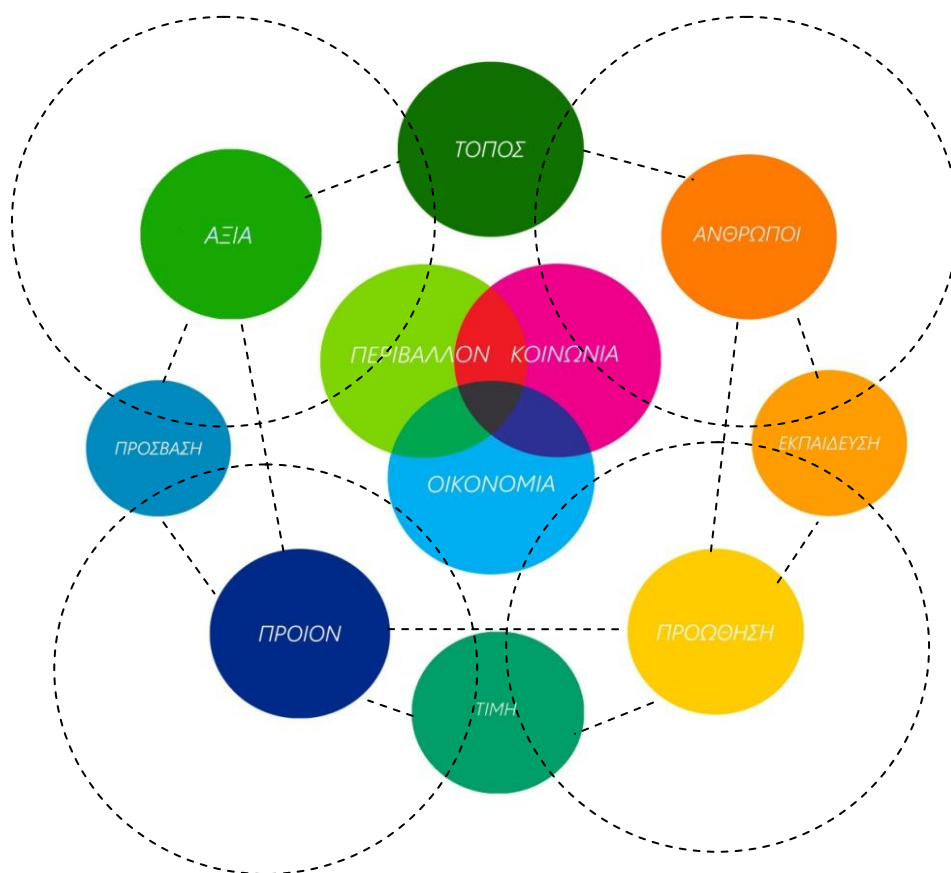 ΤΟΠΟΣ
ΑΞΙΑ
ΑΝΘΡΩΠΟΙ
ΠΕΡΙΒΑΛΛΟΝ
ΚΟΙΝΩΝΙΑ
ΠΡΟΣΒΑΣΗ
ΕΚΠΑΙΔΕΥΣΗ
ΟΙΚΟΝΟΜΙΑ
ΠΡΟΙΟΝ
ΠΡΟΩΘΗΣΗ
ΤΙΜΗ